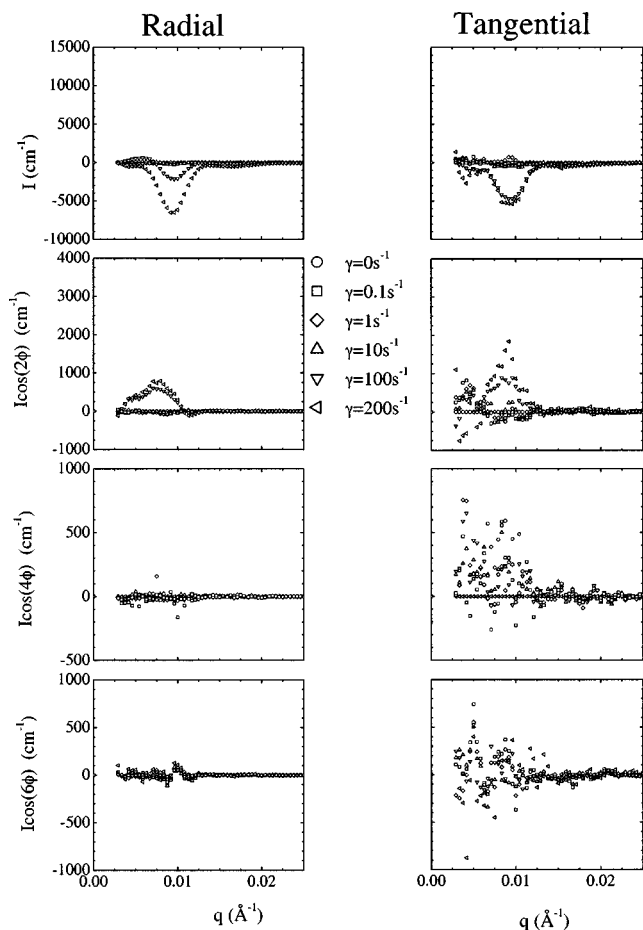 Radial
Tangential
15000
10000
5000
0
-5000
-10000
I (cm⁻¹)
4000
3000
2000
1000
0
-1000
Icos(2ϕ) (cm⁻¹)
γ=0s⁻¹
γ=0.1s⁻¹
γ=1s⁻¹
γ=10s⁻¹
γ=100s⁻¹
γ=200s⁻¹
1000
500
0
-500
Icos(4ϕ) (cm⁻¹)
1000
500
0
-500
-1000
Icos(6ϕ) (cm⁻¹)
0.00 0.01 0.02
0.00 0.01 0.02
q (Å⁻¹)
q (Å⁻¹)